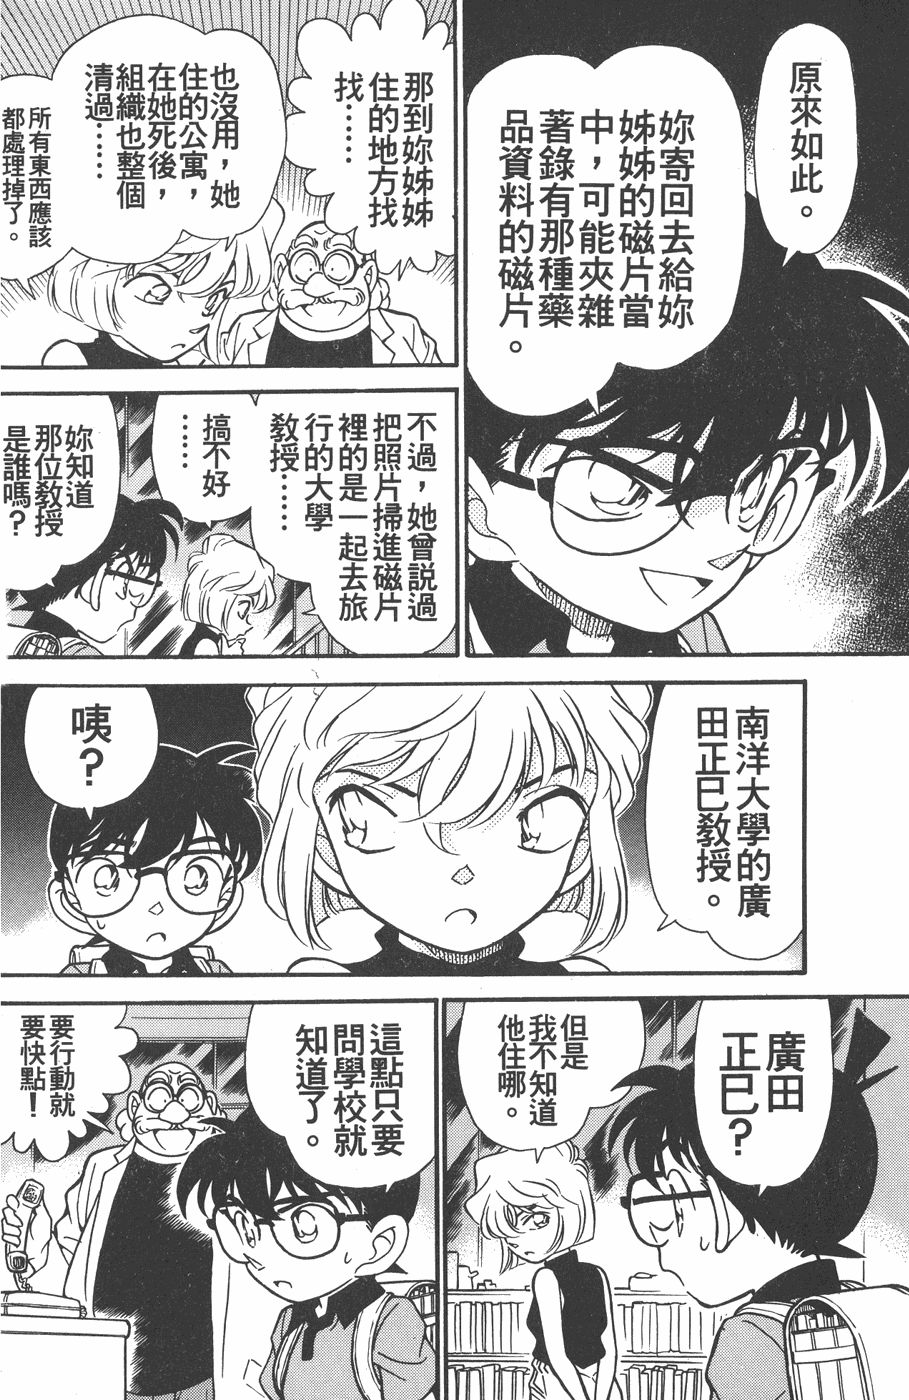 原來如此。
妳寄回去給妳
姊姊的磁片當
中，可能夾雜
著錄有那種藥
品資料的磁片。
那到妳姊姊
住的地方找
找……
也沒用，她
住的公寓，
在她死後，
組織也整個
清過……
所有東西應該
都處理掉了。
不過，她曾說過
把照片掃進磁片
裡的是一起去旅
行的大學
教授……
搞不好
……
妳知道
那位教授
是誰嗎？
南洋大學的廣
田正巳教授。
咦？
廣田
正巳？
但是
我不知道
他住哪。
這點只要
問學校就
知道了。
要行動就
要快點！